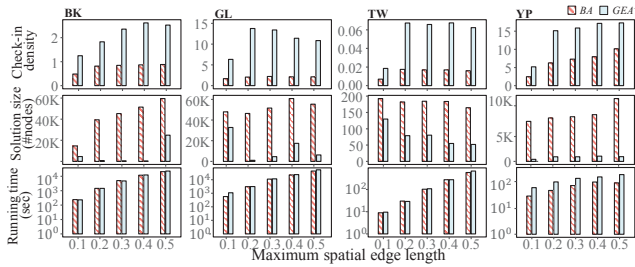 BK GL TW YP BA GEA
Check-in density
2
1
0
15
10
5
0
0.06
0.04
0.02
0.00
15
10
5
0
Solution size (#nodes)
60K
40K
20K
0
60K
40K
20K
0
200
150
100
50
0
10K
5K
0
Running time (sec)
10^4
10^3
10^2
10^1
10^0
10^4
10^3
10^2
10^1
10^0
10^2
10^1
10^0
10^2
10^1
10^0
0.1 0.2 0.3 0.4 0.5 0.1 0.2 0.3 0.4 0.5 0.1 0.2 0.3 0.4 0.5 0.1 0.2 0.3 0.4 0.5
Maximum spatial edge length